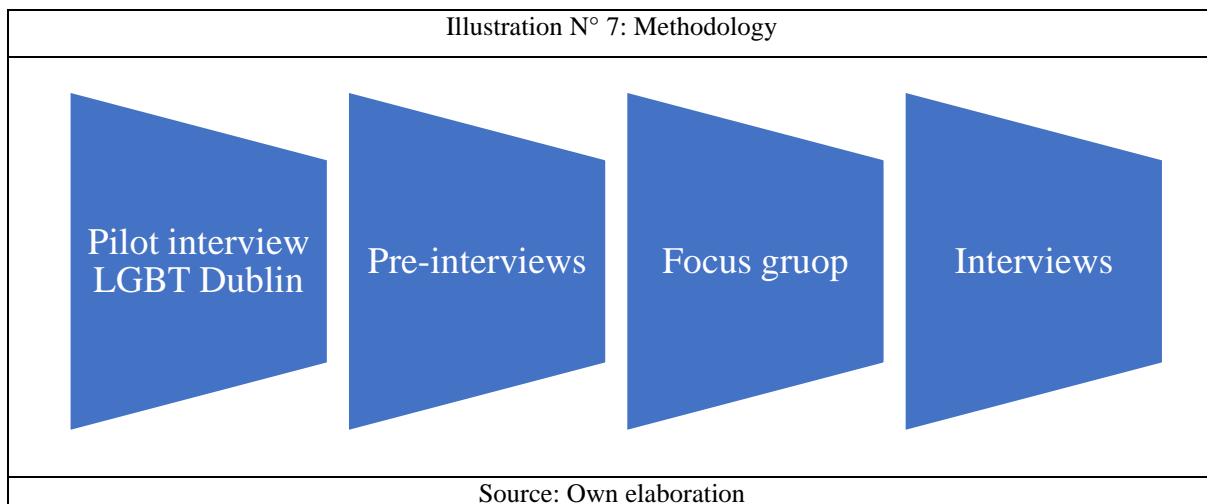 Illustration N° 7: Methodology
Pilot interview
LGBT Dublin
Pre-interviews
Focus gruop
Interviews
Source: Own elaboration